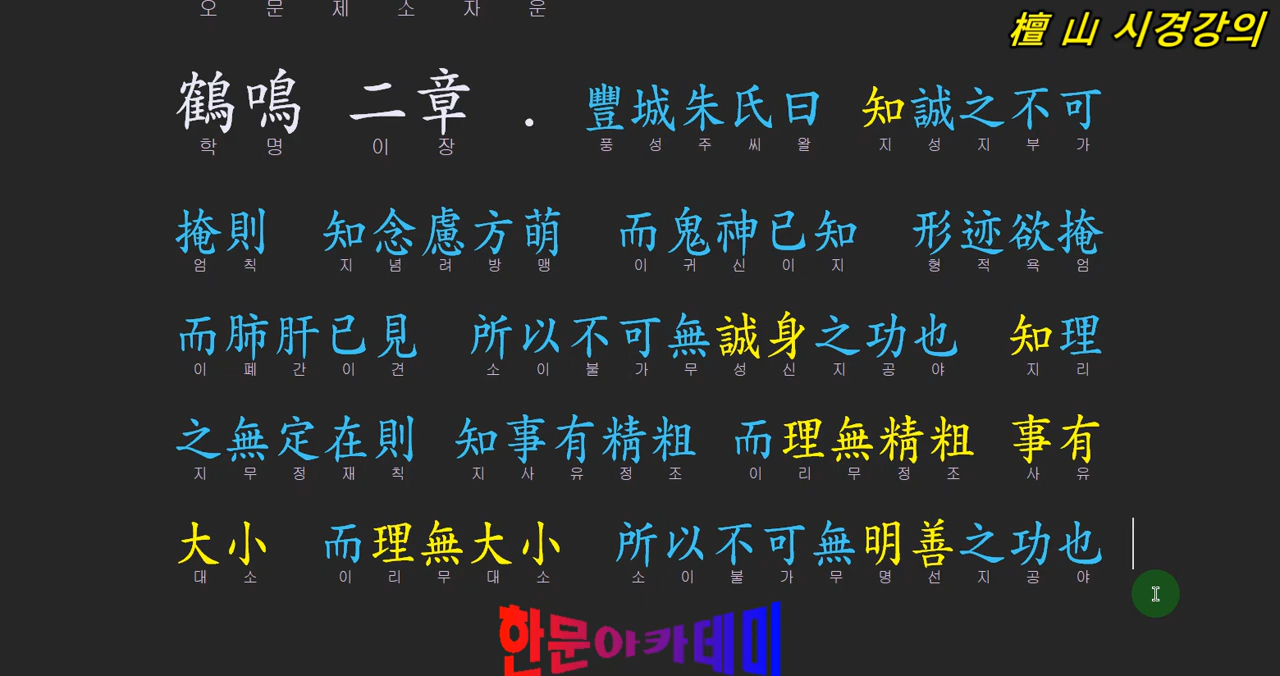 오 문 제 소 자 운
檀山 시경강의
鶴鳴 二章. 豐城朱氏曰 知誠之不可
학 명 이 장 풍 성 주 씨 왈 지 성 지 부 가
掩則 知念慮方萌 而鬼神已知 形迹欲掩
엄 칙 지 념 려 방 맹 이 귀 신 이 지 형 적 욕 엄
而肺肝已見 所以不可無誠身之功也 知理
이 폐 간 이 견 소 이 불 가 무 성 신 지 공 야 지 리
之無定在則 知事有精粗 而理無精粗 事有
지 무 정 재 칙 지 사 유 정 조 이 리 무 정 조 사 유
大小 而理無大小 所以不可無明善之功也
대 소 이 리 무 대 소 소 이 불 가 무 명 선 지 공 야
한문아카데미